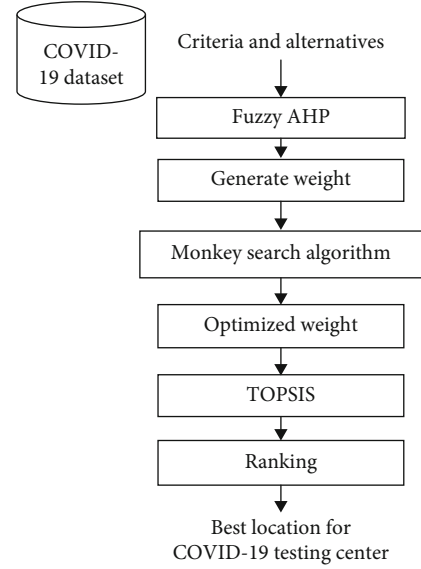 COVID-
19 dataset
Criteria and alternatives
Fuzzy AHP
Generate weight
Monkey search algorithm
Optimized weight
TOPSIS
Ranking
Best location for
COVID-19 testing center